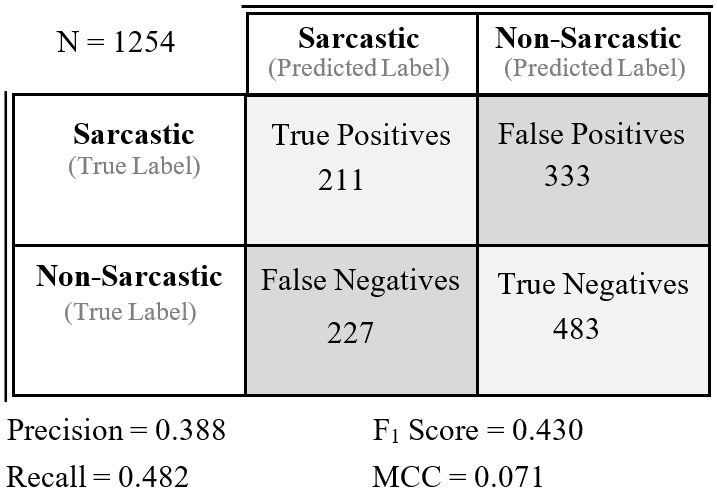 N = 1254
Sarcastic Non-Sarcastic
(Predicted Label) (Predicted Label)
Sarcastic True Positives False Positives
(True Label) 211 333
Non-Sarcastic False Negatives True Negatives
(True Label) 227 483
Precision = 0.388 F₁ Score = 0.430
Recall = 0.482 MCC = 0.071